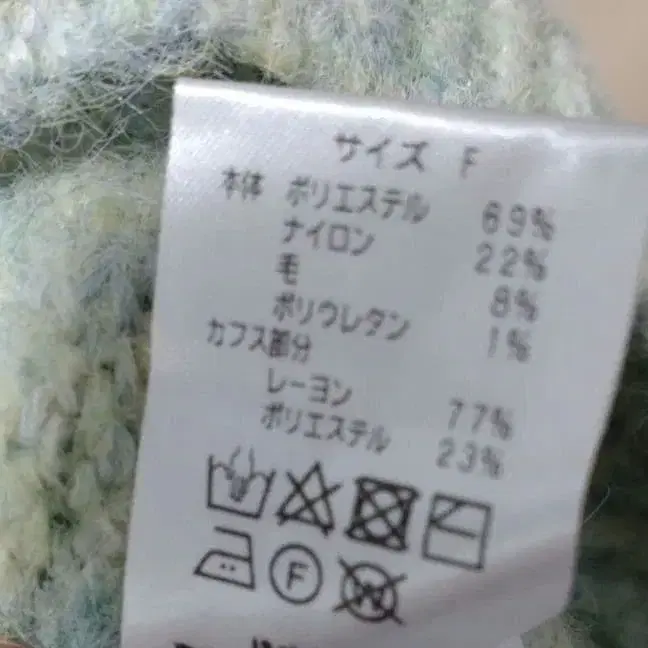 サイズ F
本体 ポリエステル 69%
ナイロン 22%
毛 8%
ポリウレタン 1%
カフス部分
レーヨン 77%
ポリエステル 23%
F W